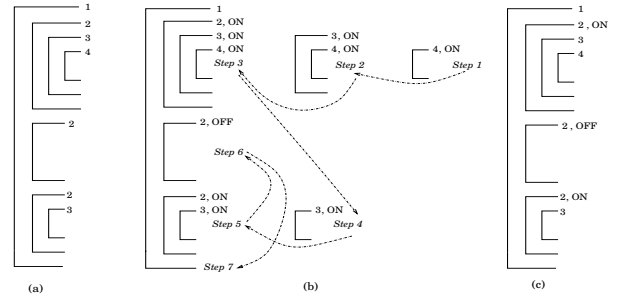 1
2
3
4
2
2
3
(a)
1
2, ON
3, ON
4, ON
Step 3
3, ON
4, ON
Step 2
4, ON
Step 1
2, OFF
Step 6
2, ON
3, ON
Step 5
3, ON
Step 4
Step 7
(b)
1
2, ON
3
4
2, OFF
2, ON
3
(c)